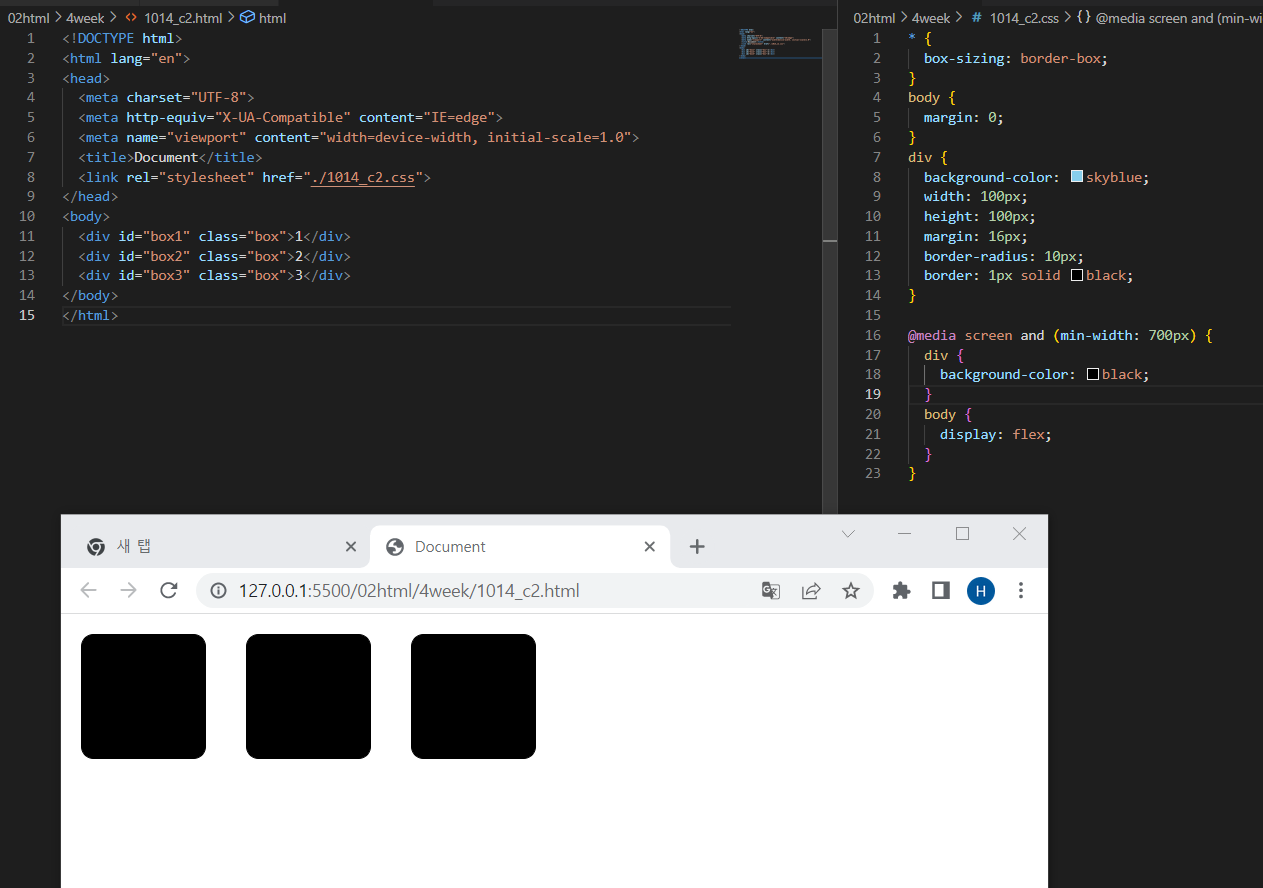 02html > 4week > <> 1014_c2.html > html
1 <!DOCTYPE html>
2 <html lang="en">
3 <head>
4 <meta charset="UTF-8">
5 <meta http-equiv="X-UA-Compatible" content="IE=edge">
6 <meta name="viewport" content="width=device-width, initial-scale=1.0">
7 <title>Document</title>
8 <link rel="stylesheet" href="./1014_c2.css">
9 </head>
10 <body>
11 <div id="box1" class="box">1</div>
12 <div id="box2" class="box">2</div>
13 <div id="box3" class="box">3</div>
14 </body>
15 </html>
02html > 4week > # 1014_c2.css > {} @media screen and (min-wi
1 * {
2 box-sizing: border-box;
3 }
4 body {
5 margin: 0;
6 }
7 div {
8 background-color: skyblue;
9 width: 100px;
10 height: 100px;
11 margin: 16px;
12 border-radius: 10px;
13 border: 1px solid black;
14 }
15
16 @media screen and (min-width: 700px) {
17 div {
18 background-color: black;
19 }
20 body {
21 display: flex;
22 }
23 }
새 탭
Document
127.0.0.1:5500/02html/4week/1014_c2.html
H